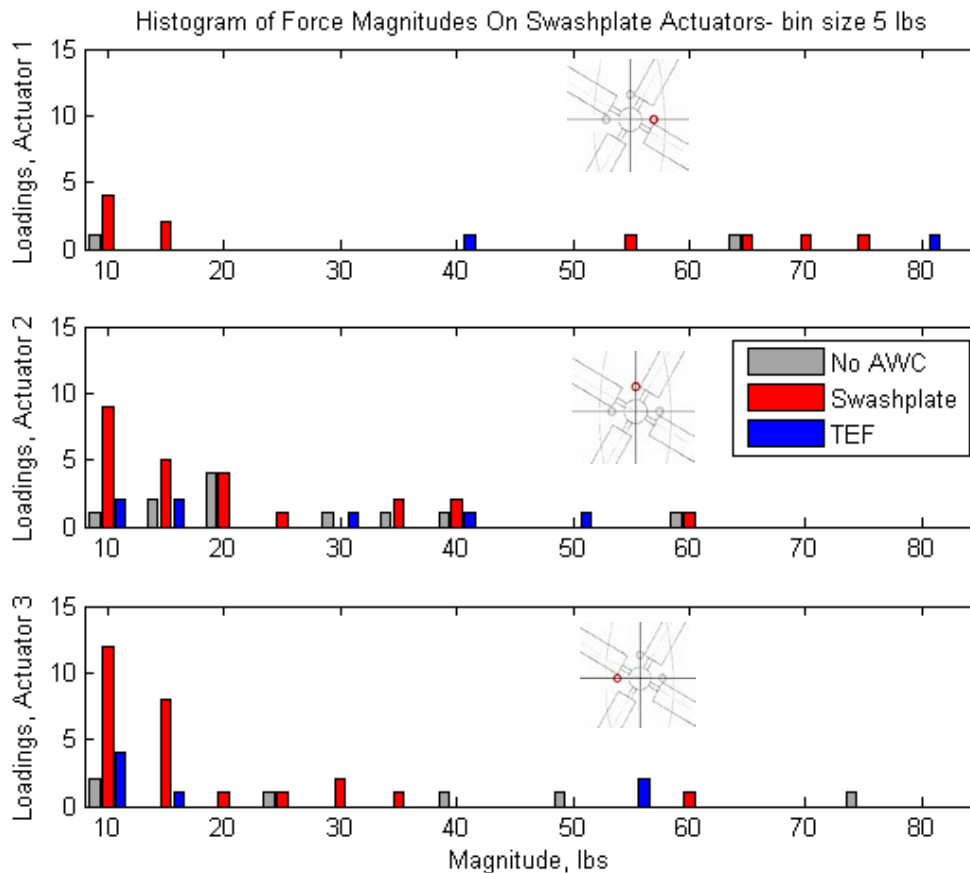 Histogram of Force Magnitudes On Swashplate Actuators- bin size 5 lbs
Loadings, Actuator 1
15
10
5
0
10 20 30 40 50 60 70 80
Loadings, Actuator 2
15
10
5
0
10 20 30 40 50 60 70 80
No AWC
Swashplate
TEF
Loadings, Actuator 3
15
10
5
0
10 20 30 40 50 60 70 80
Magnitude, lbs